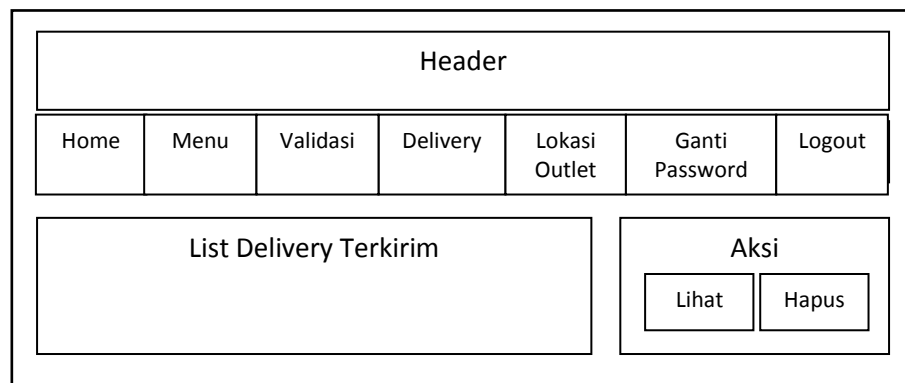 Header
Home
Menu
Validasi
Delivery
Lokasi
Outlet
Ganti
Password
Logout
List Delivery Terkirim
Aksi
Lihat
Hapus